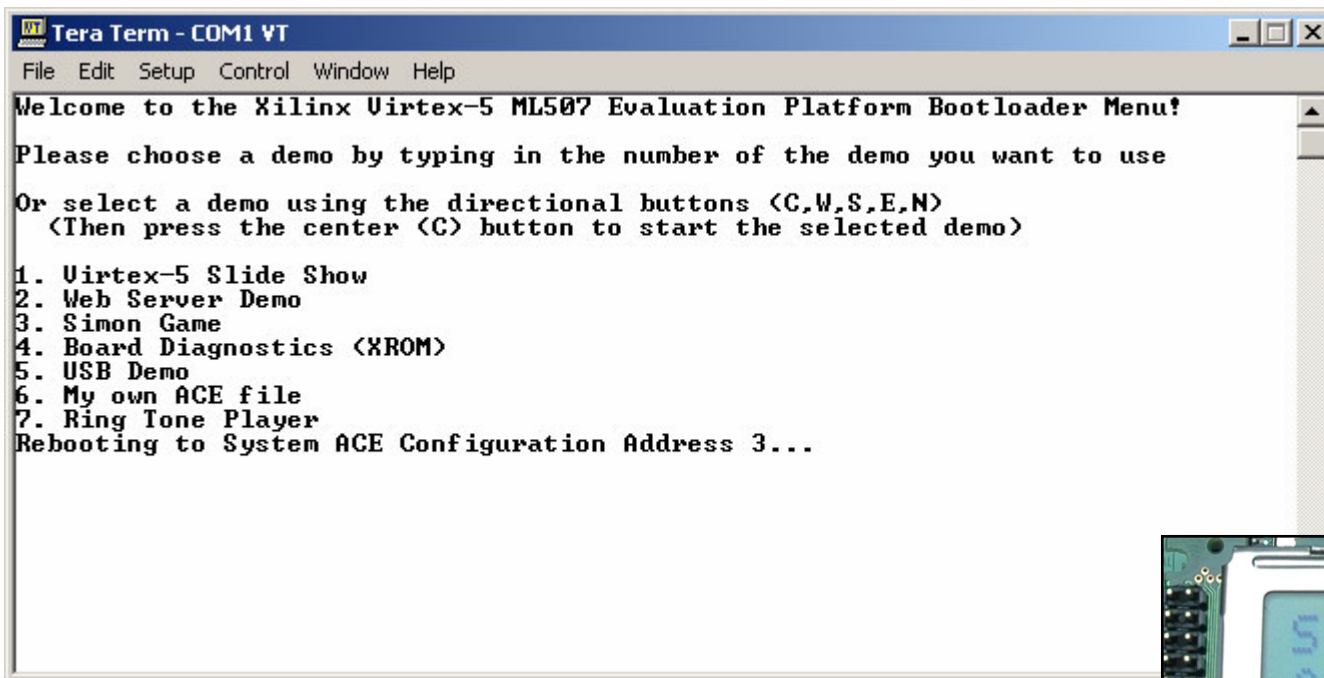 Tera Term - COM1 VT
File Edit Setup Control Window Help
Welcome to the Xilinx Virtex-5 ML507 Evaluation Platform Bootloader Menu!
Please choose a demo by typing in the number of the demo you want to use
Or select a demo using the directional buttons (C,W,S,E,N)
(Then press the center (C) button to start the selected demo)
1. Virtex-5 Slide Show
2. Web Server Demo
3. Simon Game
4. Board Diagnostics (XROM)
5. USB Demo
6. My own ACE file
7. Ring Tone Player
Rebooting to System ACE Configuration Address 3...